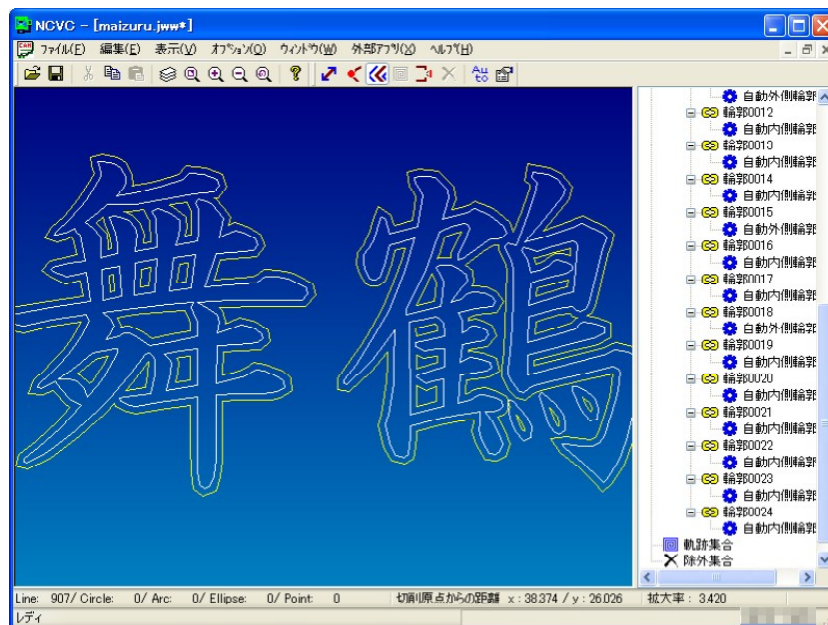 NCVC - [maizuru.jww*]
ファイル(F) 編集(E) 表示(V) オプション(O) ウィンドウ(W) 外部アプリ(X) ヘルプ(H)
Auto
舞鶴
自動外側輪郭
輪郭0012
自動内側輪郭
輪郭0013
自動内側輪郭
輪郭0014
自動内側輪郭
輪郭0015
自動外側輪郭
輪郭0016
自動内側輪郭
輪郭0017
自動内側輪郭
輪郭0018
自動外側輪郭
輪郭0019
自動内側輪郭
輪郭0020
自動内側輪郭
輪郭0021
自動内側輪郭
輪郭0022
自動内側輪郭
輪郭0023
自動内側輪郭
輪郭0024
自動内側輪郭
軌跡集合
除外集合
Line: 907/ Circle: 0/ Arc: 0/ Ellipse: 0/ Point: 0 切削原点からの距離 x : 38.374 / y : 26.026 拡大率 : 3.420
レディ